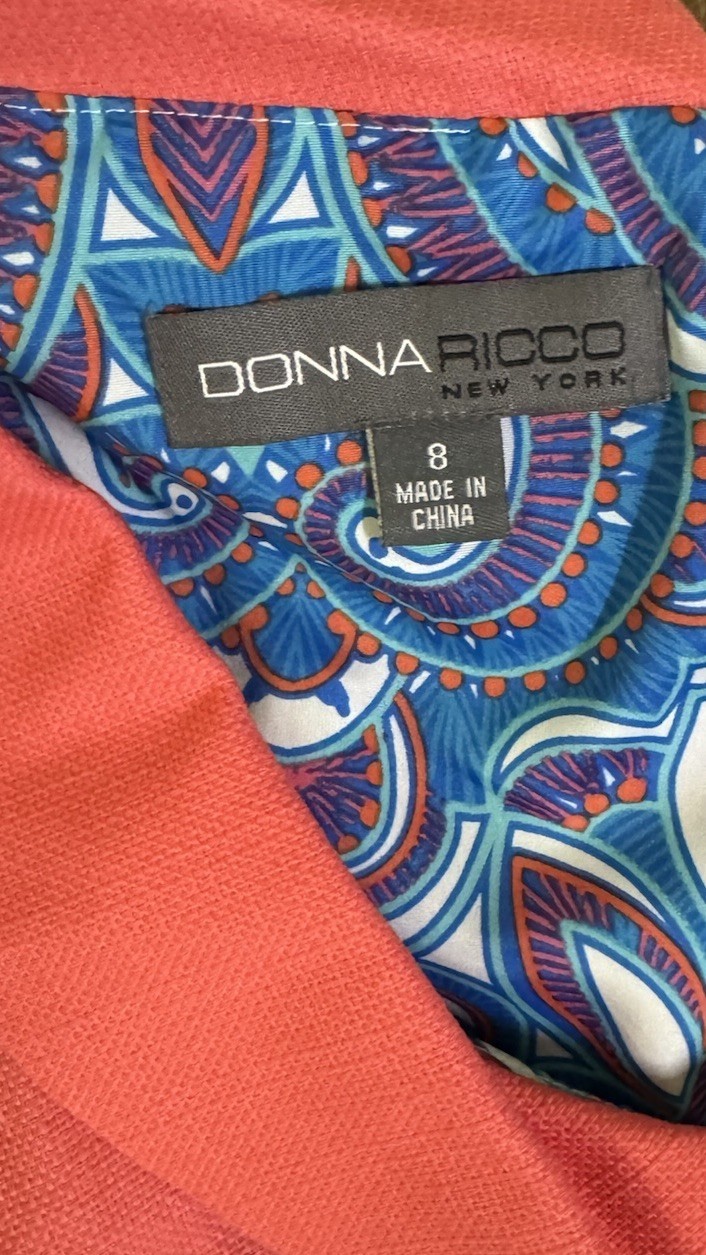 DONNA RICCO
NEW YORK
8
MADE IN
CHINA